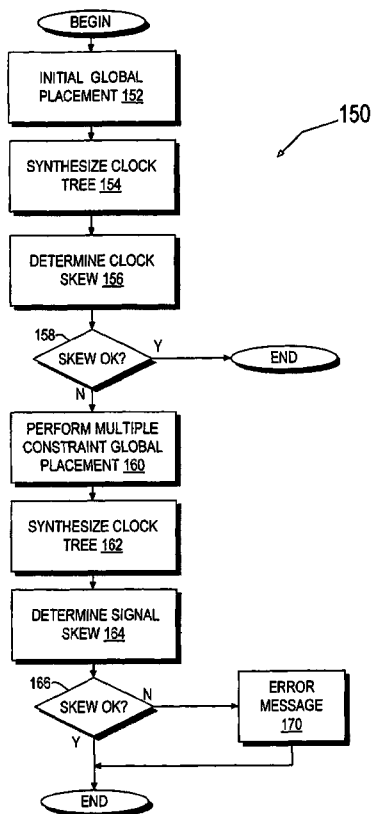 BEGIN
INITIAL GLOBAL
PLACEMENT 152
150
SYNTHESIZE CLOCK
TREE 154
DETERMINE CLOCK
SKEW 156
158
SKEW OK?
Y
END
N
PERFORM MULTIPLE
CONSTRAINT GLOBAL
PLACEMENT 160
SYNTHESIZE CLOCK
TREE 162
DETERMINE SIGNAL
SKEW 164
166
SKEW OK?
N
ERROR
MESSAGE
170
Y
END